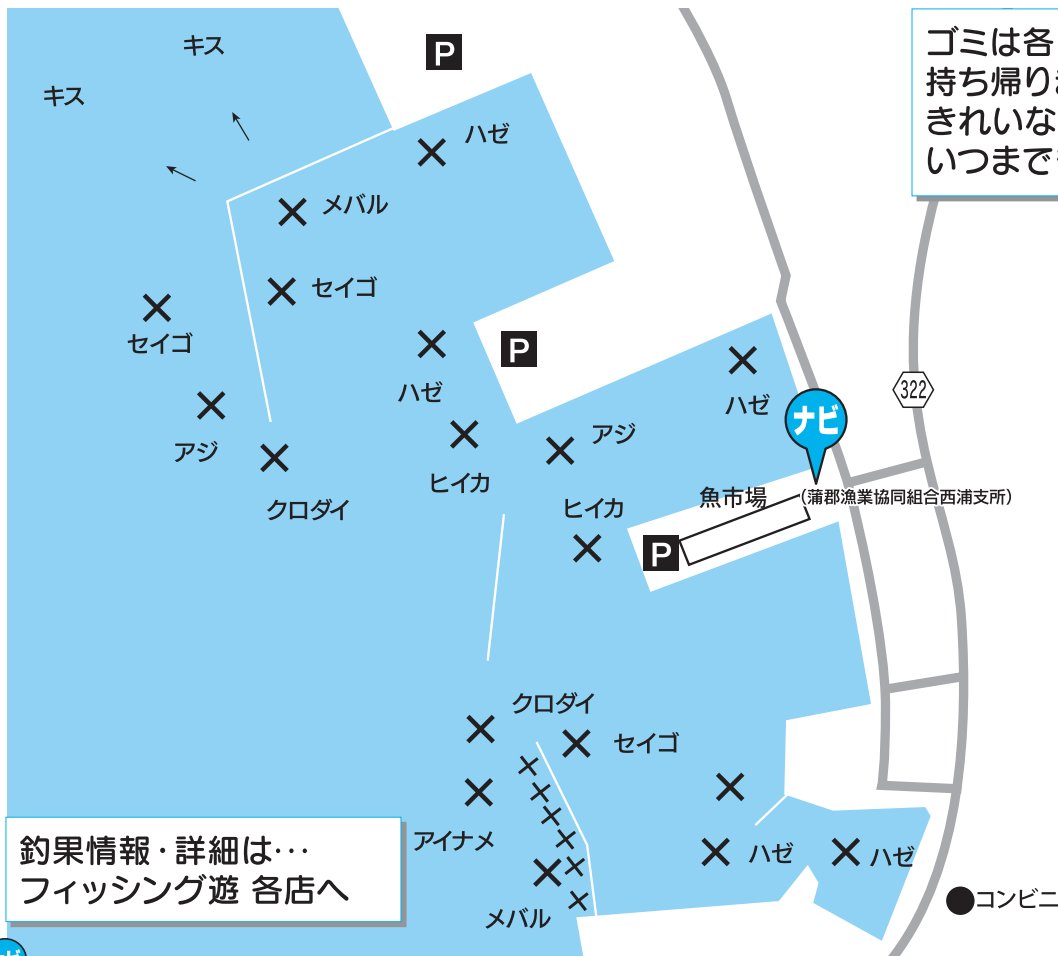 キス
P
キス
ハゼ
メバル
セイゴ
セイゴ
P
ハゼ
アジ
クロダイ
ヒイカ
アジ
ハゼ
ナビ
322
ヒイカ
魚市場
(蒲郡漁業協同組合西浦支所)
P
ゴミは各
持ち帰り
きれいな
いつまで
クロダイ
セイゴ
アイナメ
メバル
ハゼ
ハゼ
コンビニ
釣果情報・詳細は…
フィッシング遊 各店へ